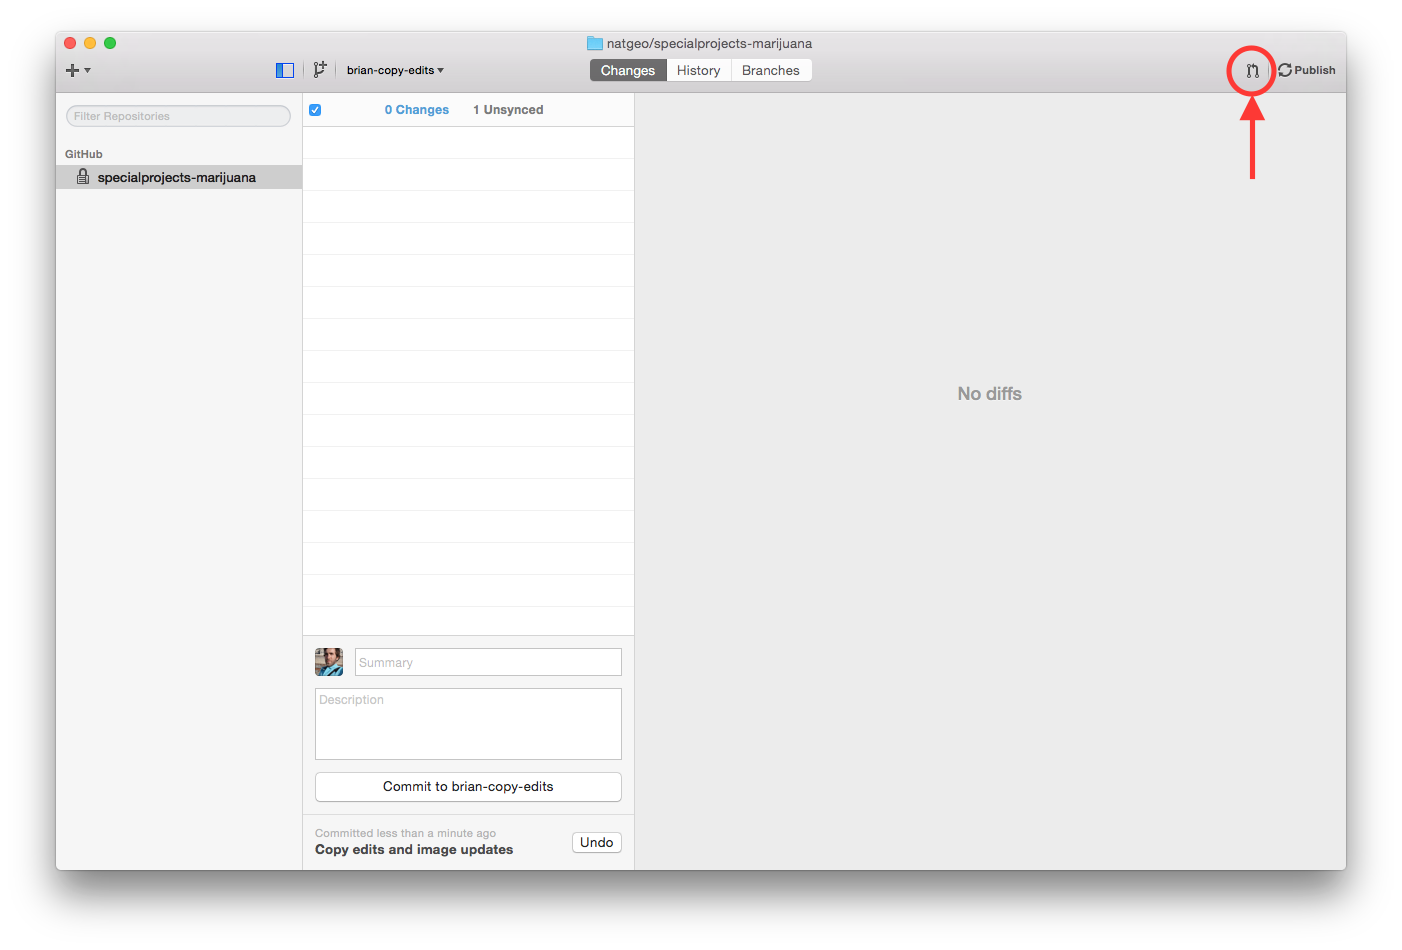 natgeo/specialprojects-marijuana
brian-copy-edits
Changes
History
Branches
Publish
Filter Repositories
GitHub
specialprojects-marijuana
0 Changes
1 Unsynced
No diffs
Summary
Description
Commit to brian-copy-edits
Committed less than a minute ago
Copy edits and image updates
Undo